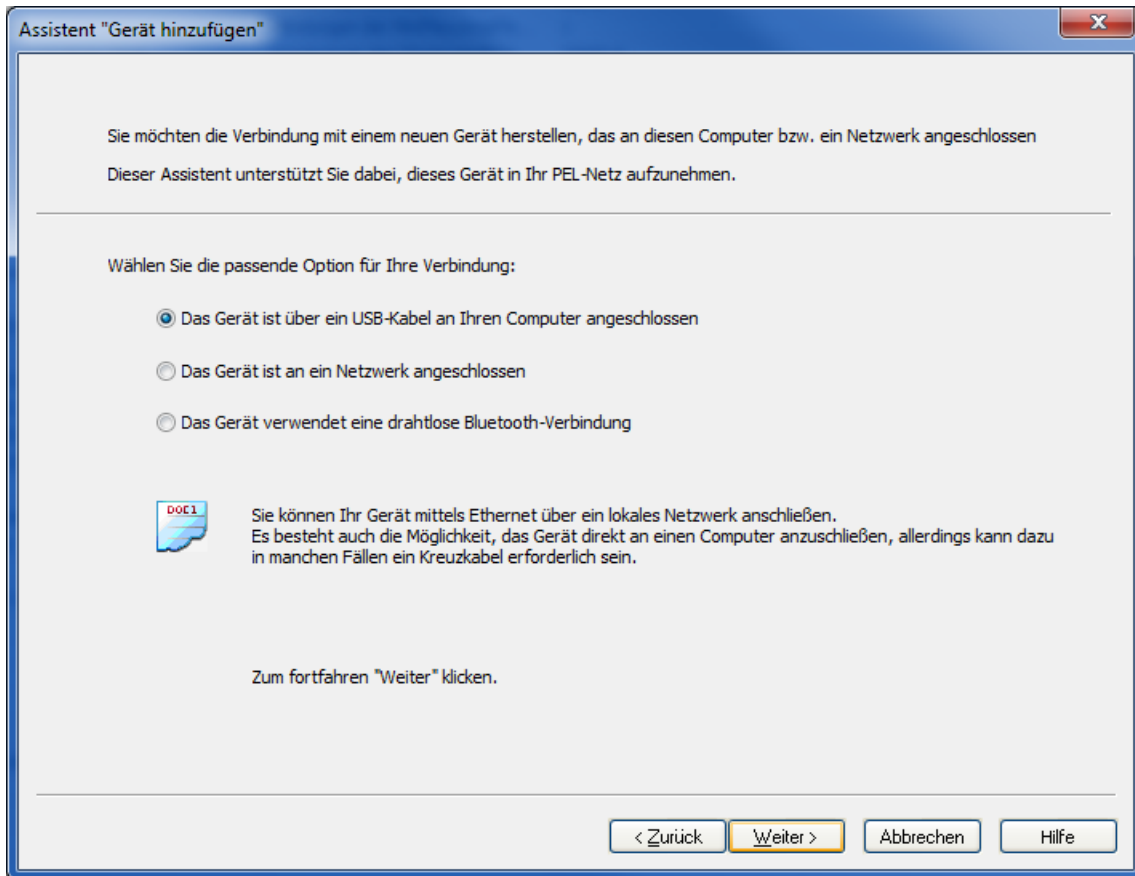 Assistent "Gerät hinzufügen"
Sie möchten die Verbindung mit einem neuen Gerät herstellen, das an diesen Computer bzw. ein Netzwerk angeschlossen
Dieser Assistent unterstützt Sie dabei, dieses Gerät in Ihr PEL-Netz aufzunehmen.
Wählen Sie die passende Option für Ihre Verbindung:
Das Gerät ist über ein USB-Kabel an Ihren Computer angeschlossen
Das Gerät ist an ein Netzwerk angeschlossen
Das Gerät verwendet eine drahtlose Bluetooth-Verbindung
DOE1
Sie können Ihr Gerät mittels Ethernet über ein lokales Netzwerk anschließen.
Es besteht auch die Möglichkeit, das Gerät direkt an einen Computer anzuschließen, allerdings kann dazu
in manchen Fällen ein Kreuzkabel erforderlich sein.
Zum fortfahren "Weiter" klicken.
< Zurück Weiter > Abbrechen Hilfe